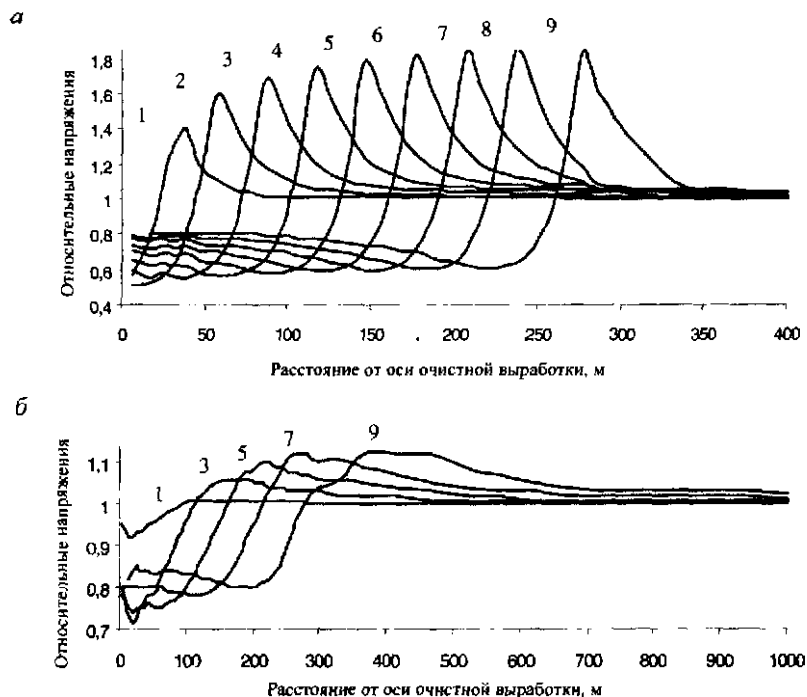 а
1 2 3 4 5 6 7 8 9
1,8
1,6
1,4
1,2
1
0,8
0,6
0,4
Относительные напряжения
0 50 100 150 200 250 300 350 400
Расстояние от оси очистной выработки, м
б
1 3 5 7 9
1,1
1
0,9
0,8
0,7
Относительные напряжения
0 100 200 300 400 500 600 700 800 900 1000
Расстояние от оси очистной выработки, м